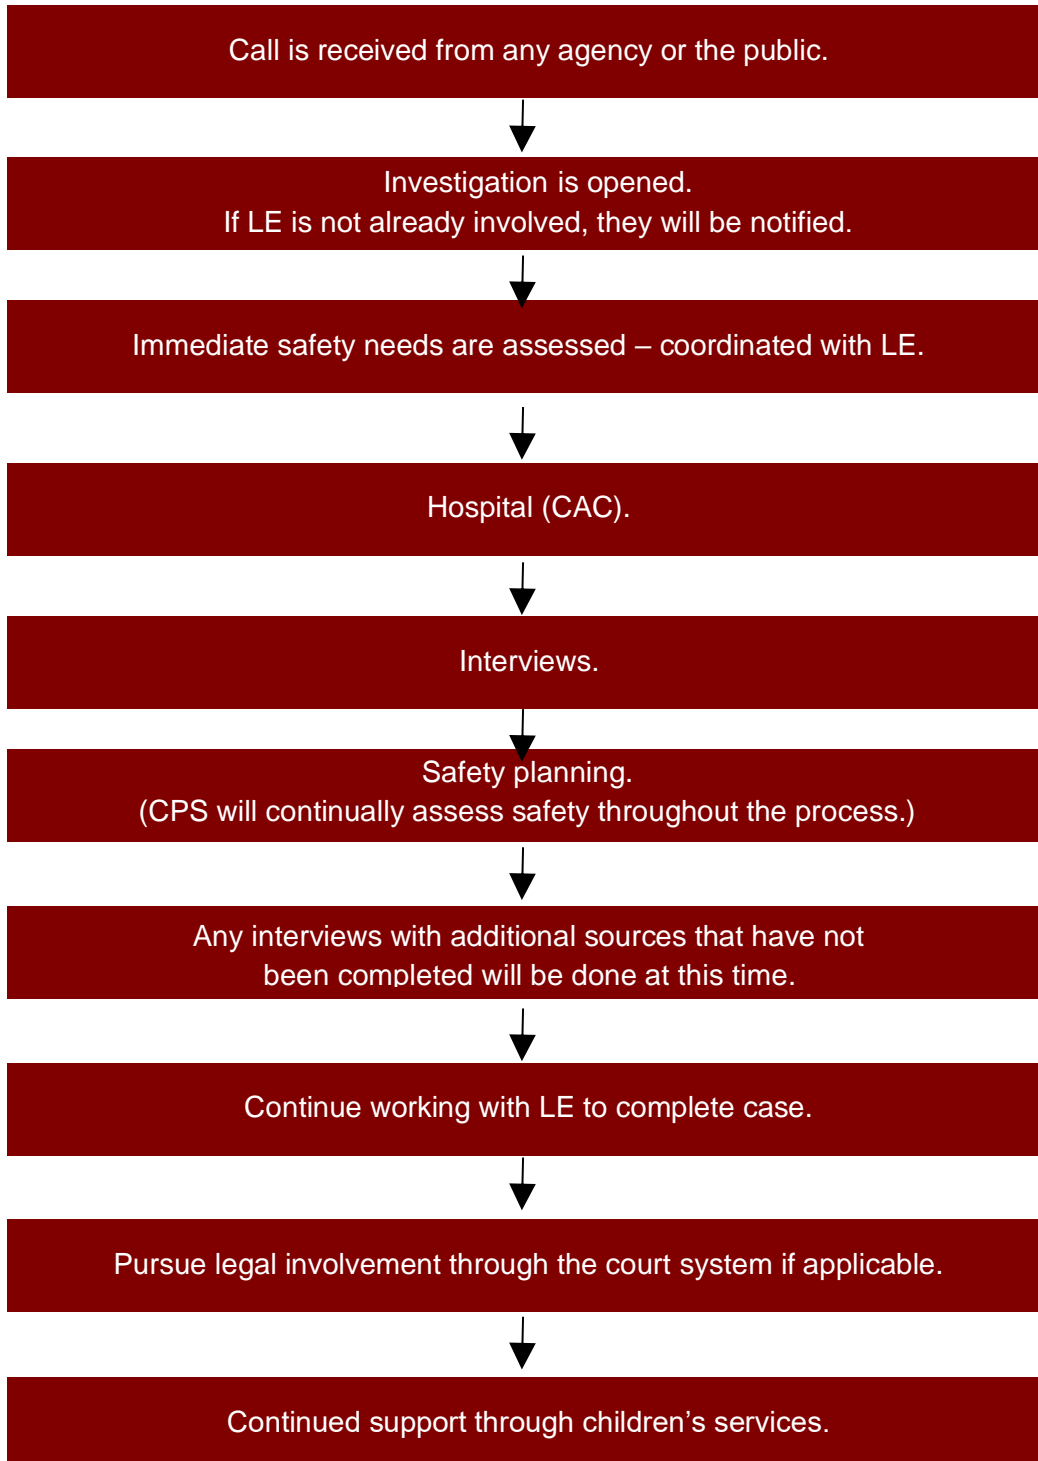 Call is received from any agency or the public.
Investigation is opened.
If LE is not already involved, they will be notified.
Immediate safety needs are assessed – coordinated with LE.
Hospital (CAC).
Interviews.
Safety planning.
(CPS will continually assess safety throughout the process.)
Any interviews with additional sources that have not
been completed will be done at this time.
Continue working with LE to complete case.
Pursue legal involvement through the court system if applicable.
Continued support through children’s services.